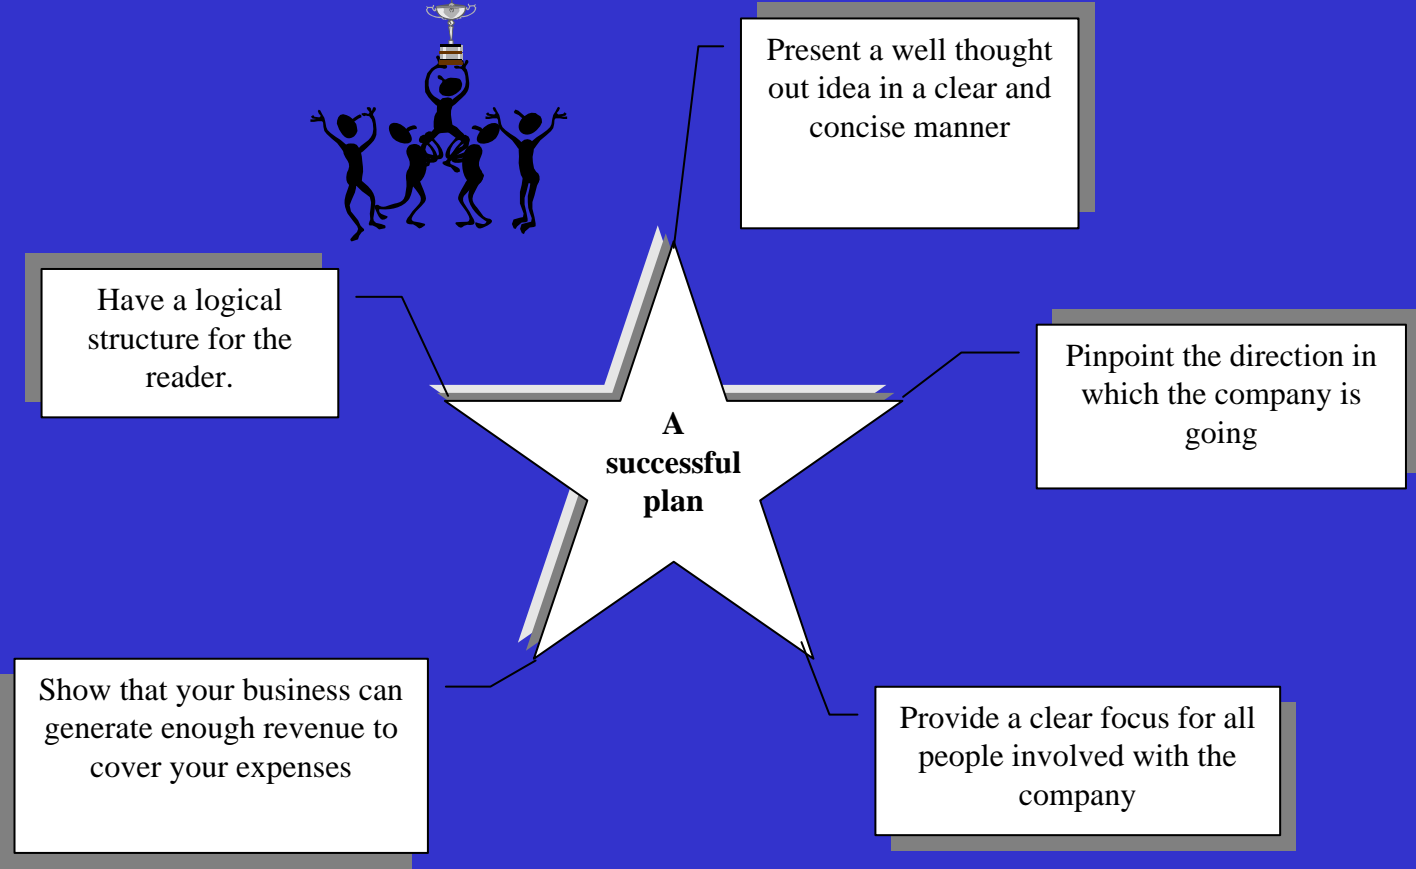 Present a well thought
out idea in a clear and
concise manner
Have a logical
structure for the
reader.
Pinpoint the direction in
which the company is
going
A
successful
plan
Show that your business can
generate enough revenue to
cover your expenses
Provide a clear focus for all
people involved with the
company